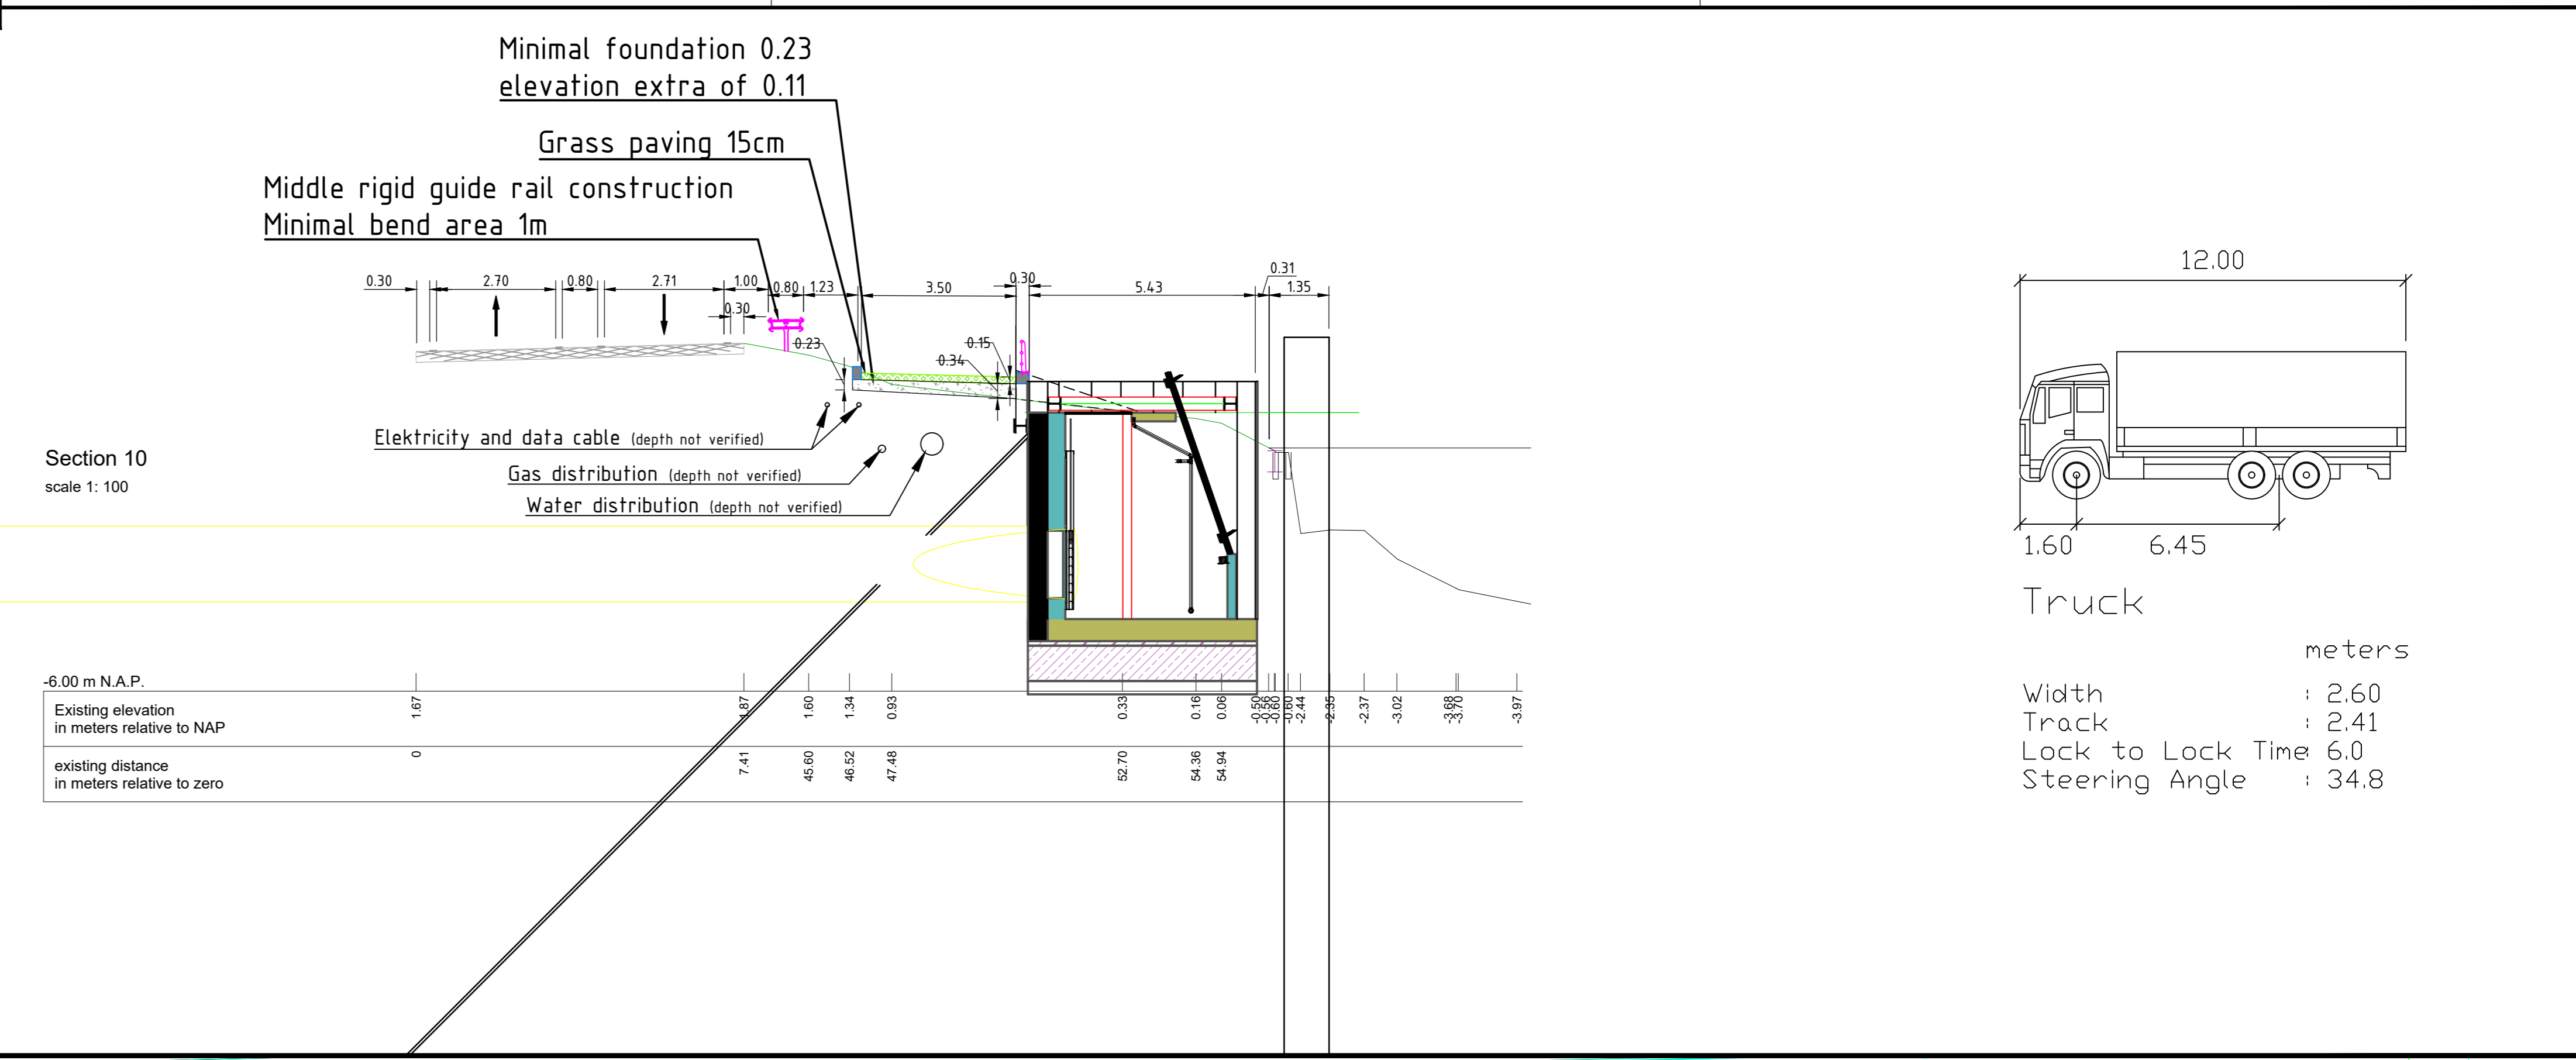 Minimal foundation 0.23
elevation extra of 0.11
Grass paving 15cm
Middle rigid guide rail construction
Minimal bend area 1m
0.30
2.70
0.80
2.71
1.00
0.80
1.23
3.50
0.30
5.43
0.31
1.35
0.30
0.23
0.34
0.15
Elektricity and data cable (depth not verified)
Gas distribution (depth not verified)
Water distribution (depth not verified)
Section 10
scale 1: 100
-6.00 m N.A.P.
Existing elevation
in meters relative to NAP
1.67
1.87
1.60
1.34
0.93
0.33
0.16
0.06
-0.50
-0.56
-0.60
-0.60
-2.44
-2.35
-2.37
-3.02
-3.68
-3.70
-3.97
existing distance
in meters relative to zero
0
7.41
45.60
46.52
47.48
52.70
54.36
54.94
12.00
1.60
6.45
Truck
meters
Width : 2.60
Track : 2.41
Lock to Lock Time : 6.0
Steering Angle : 34.8